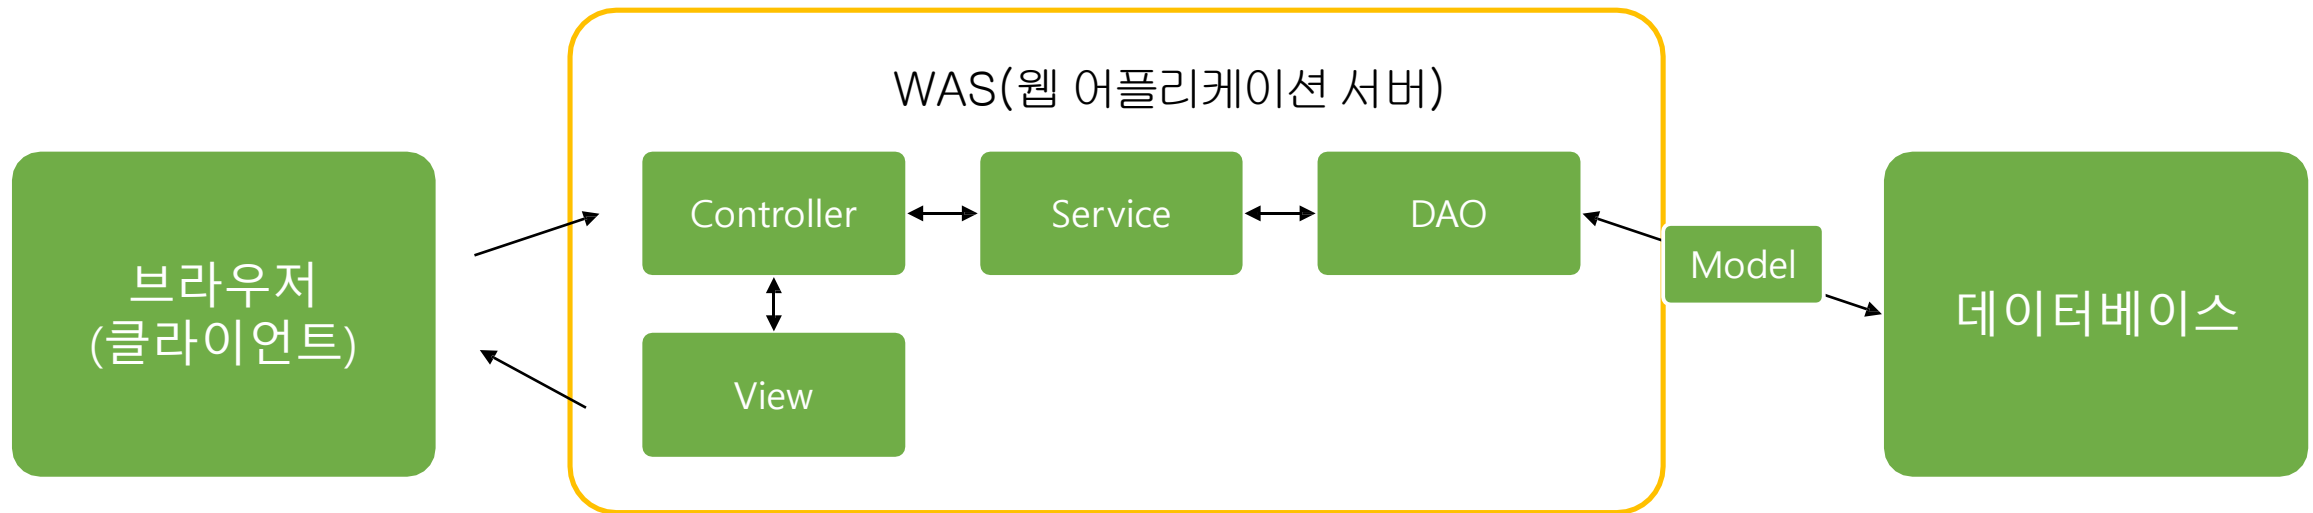 WAS(웹 어플리케이션 서버)
브라우저
(클라이언트)
Controller
Service
DAO
Model
View
데이터베이스